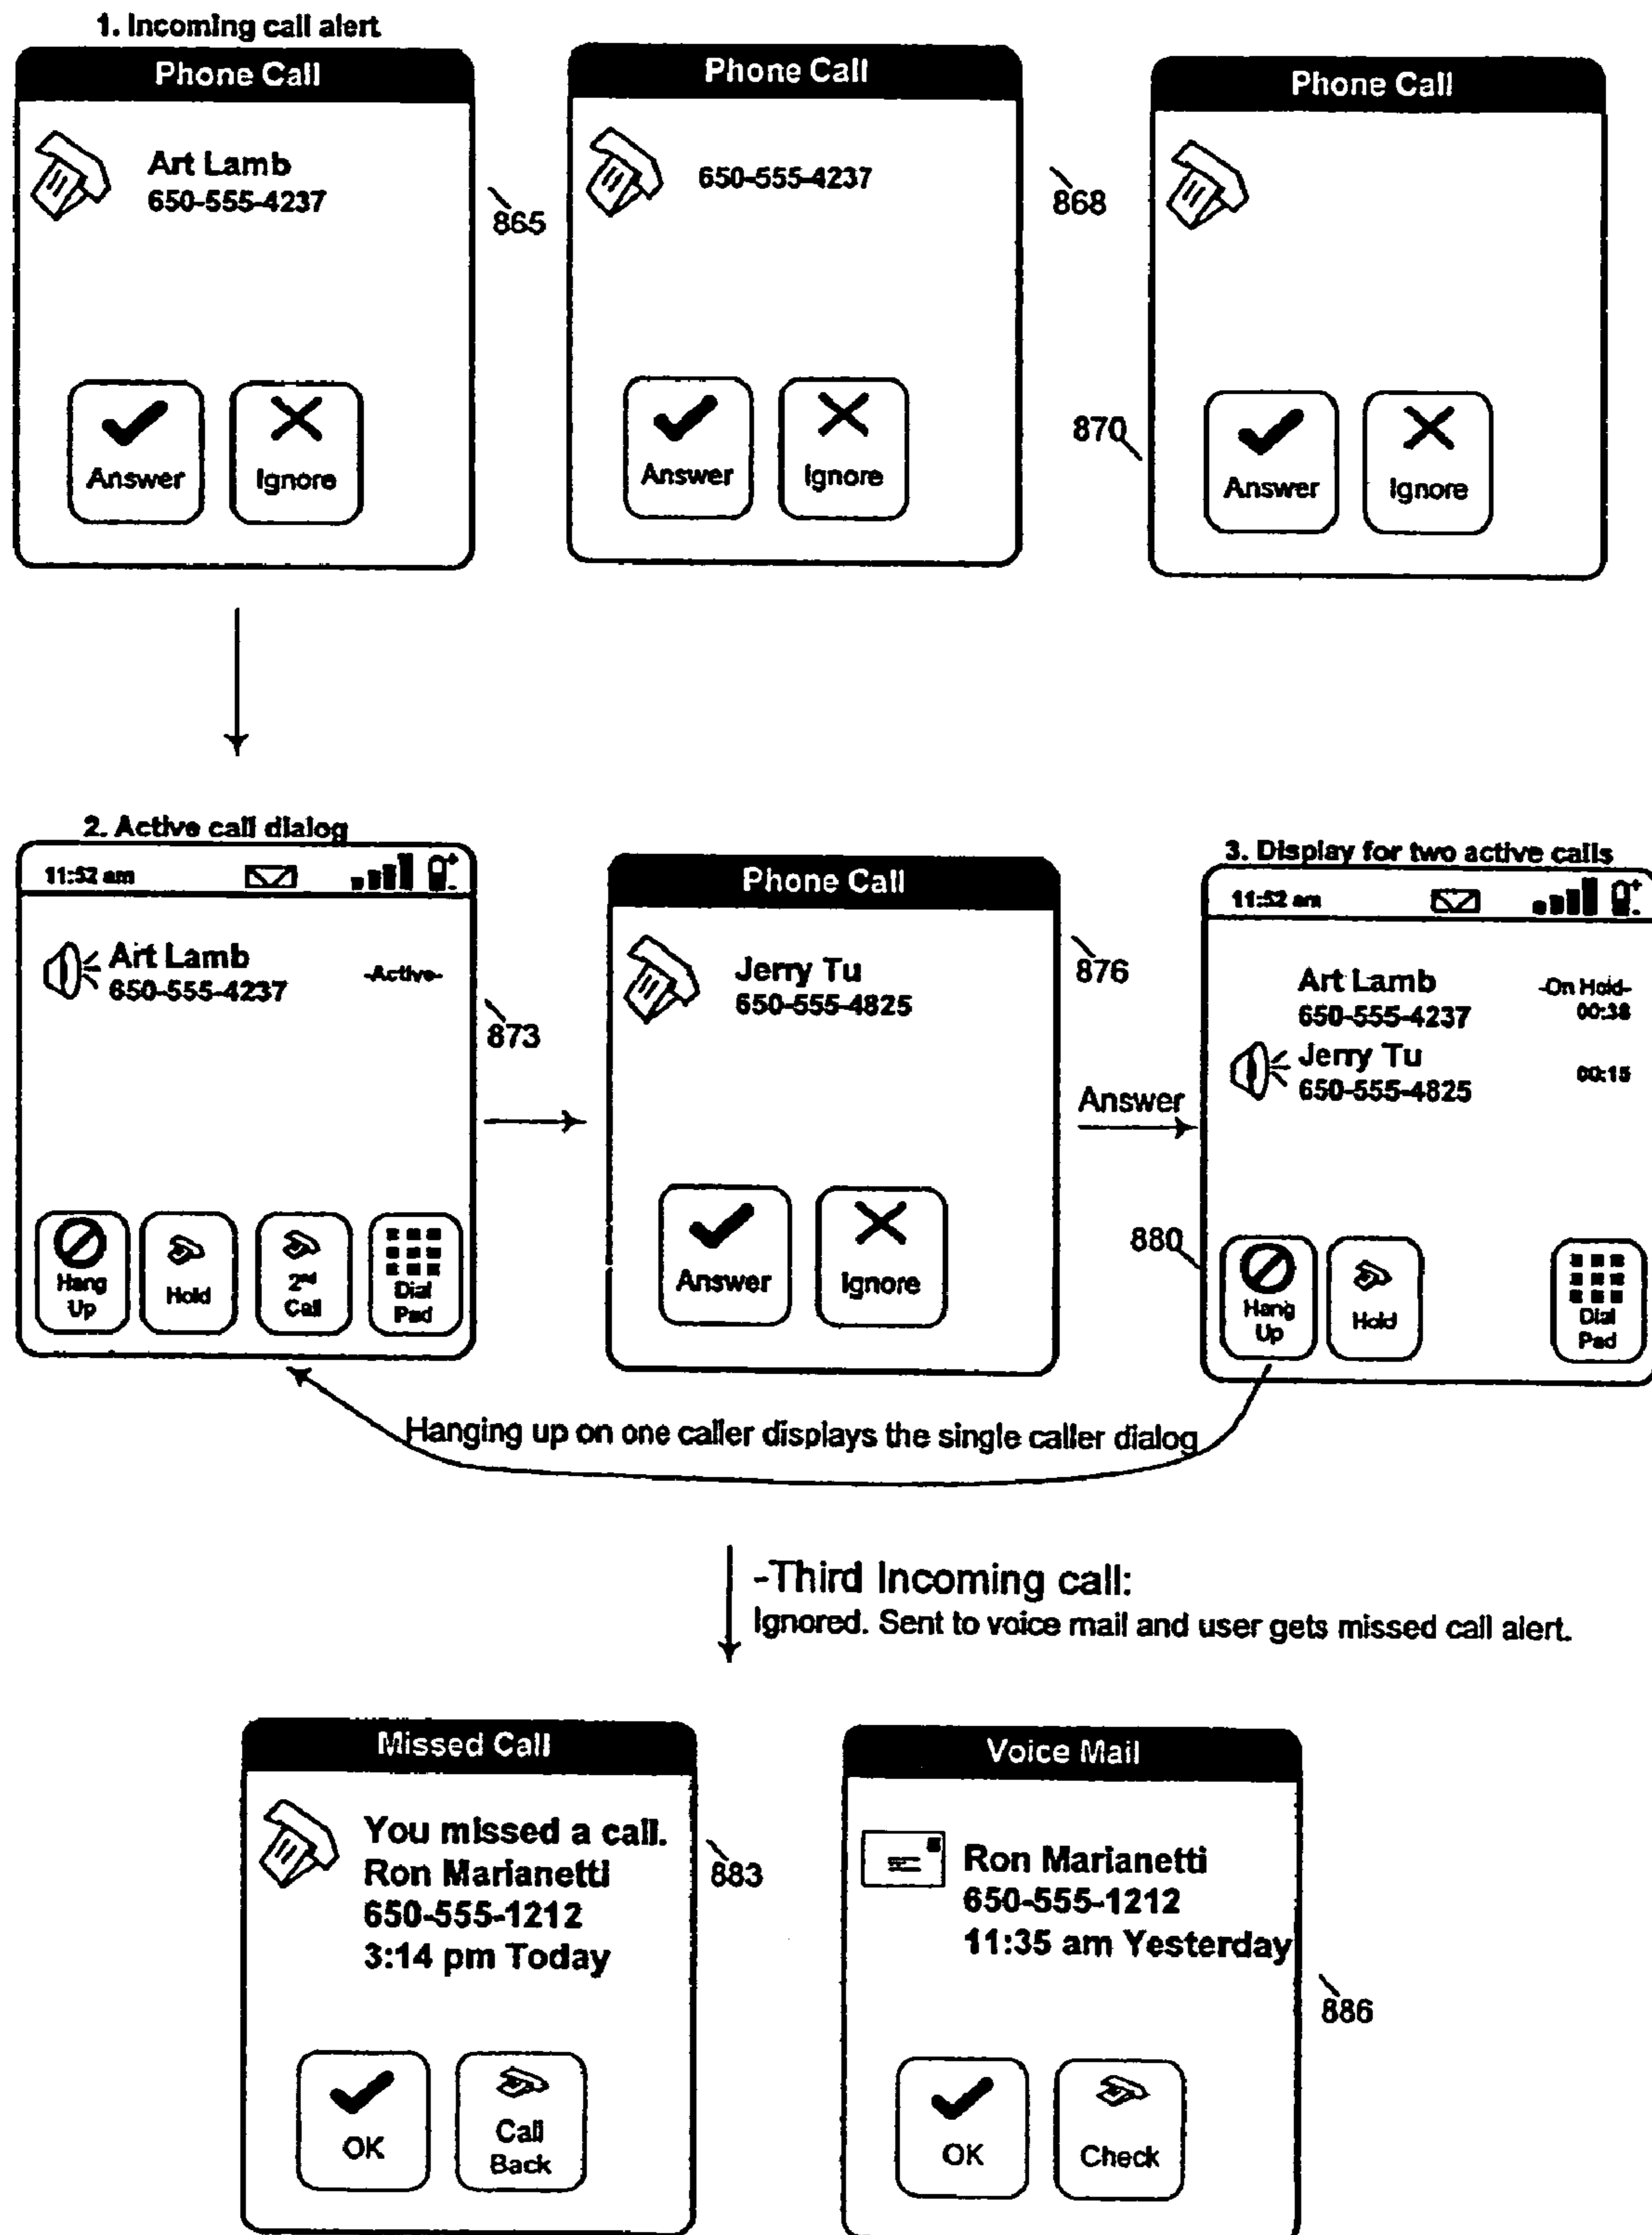 1. Incoming call alert
Phone Call
Art Lamb
650-555-4237
Answer
Ignore
865
Phone Call
650-555-4237
Answer
Ignore
868
Phone Call
Answer
Ignore
870
2. Active call dialog
11:52 am
Art Lamb
650-555-4237
-Active-
Hang
Up
Hold
2nd
Call
Dial
Pad
873
Phone Call
Jerry Tu
650-555-4825
Answer
Ignore
876
Answer
3. Display for two active calls
11:52 am
Art Lamb
650-555-4237
-On Hold-
00:38
Jerry Tu
650-555-4825
00:15
Hang
Up
Hold
Dial
Pad
880
Hanging up on one caller displays the single caller dialog
-Third Incoming call:
Ignored. Sent to voice mail and user gets missed call alert.
Missed Call
You missed a call.
Ron Marianetti
650-555-1212
3:14 pm Today
OK
Call
Back
883
Voice Mail
Ron Marianetti
650-555-1212
11:35 am Yesterday
OK
Check
886